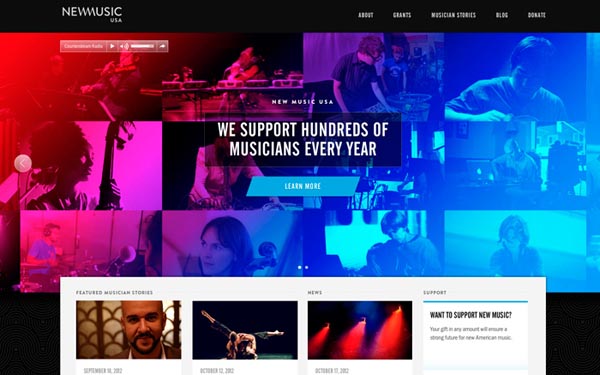 NEWMUSIC
USA
ABOUT
GRANTS
MUSICIAN STORIES
BLOG
DONATE
Counterstream Radio
NEW MUSIC USA
WE SUPPORT HUNDREDS OF
MUSICIANS EVERY YEAR
LEARN MORE
FEATURED MUSICIAN STORIES
NEWS
SUPPORT
WANT TO SUPPORT NEW MUSIC?
Your gift in any amount will ensure a
strong future for new American music.
SEPTEMBER 18, 2012
OCTOBER 12, 2012
OCTOBER 17, 2012